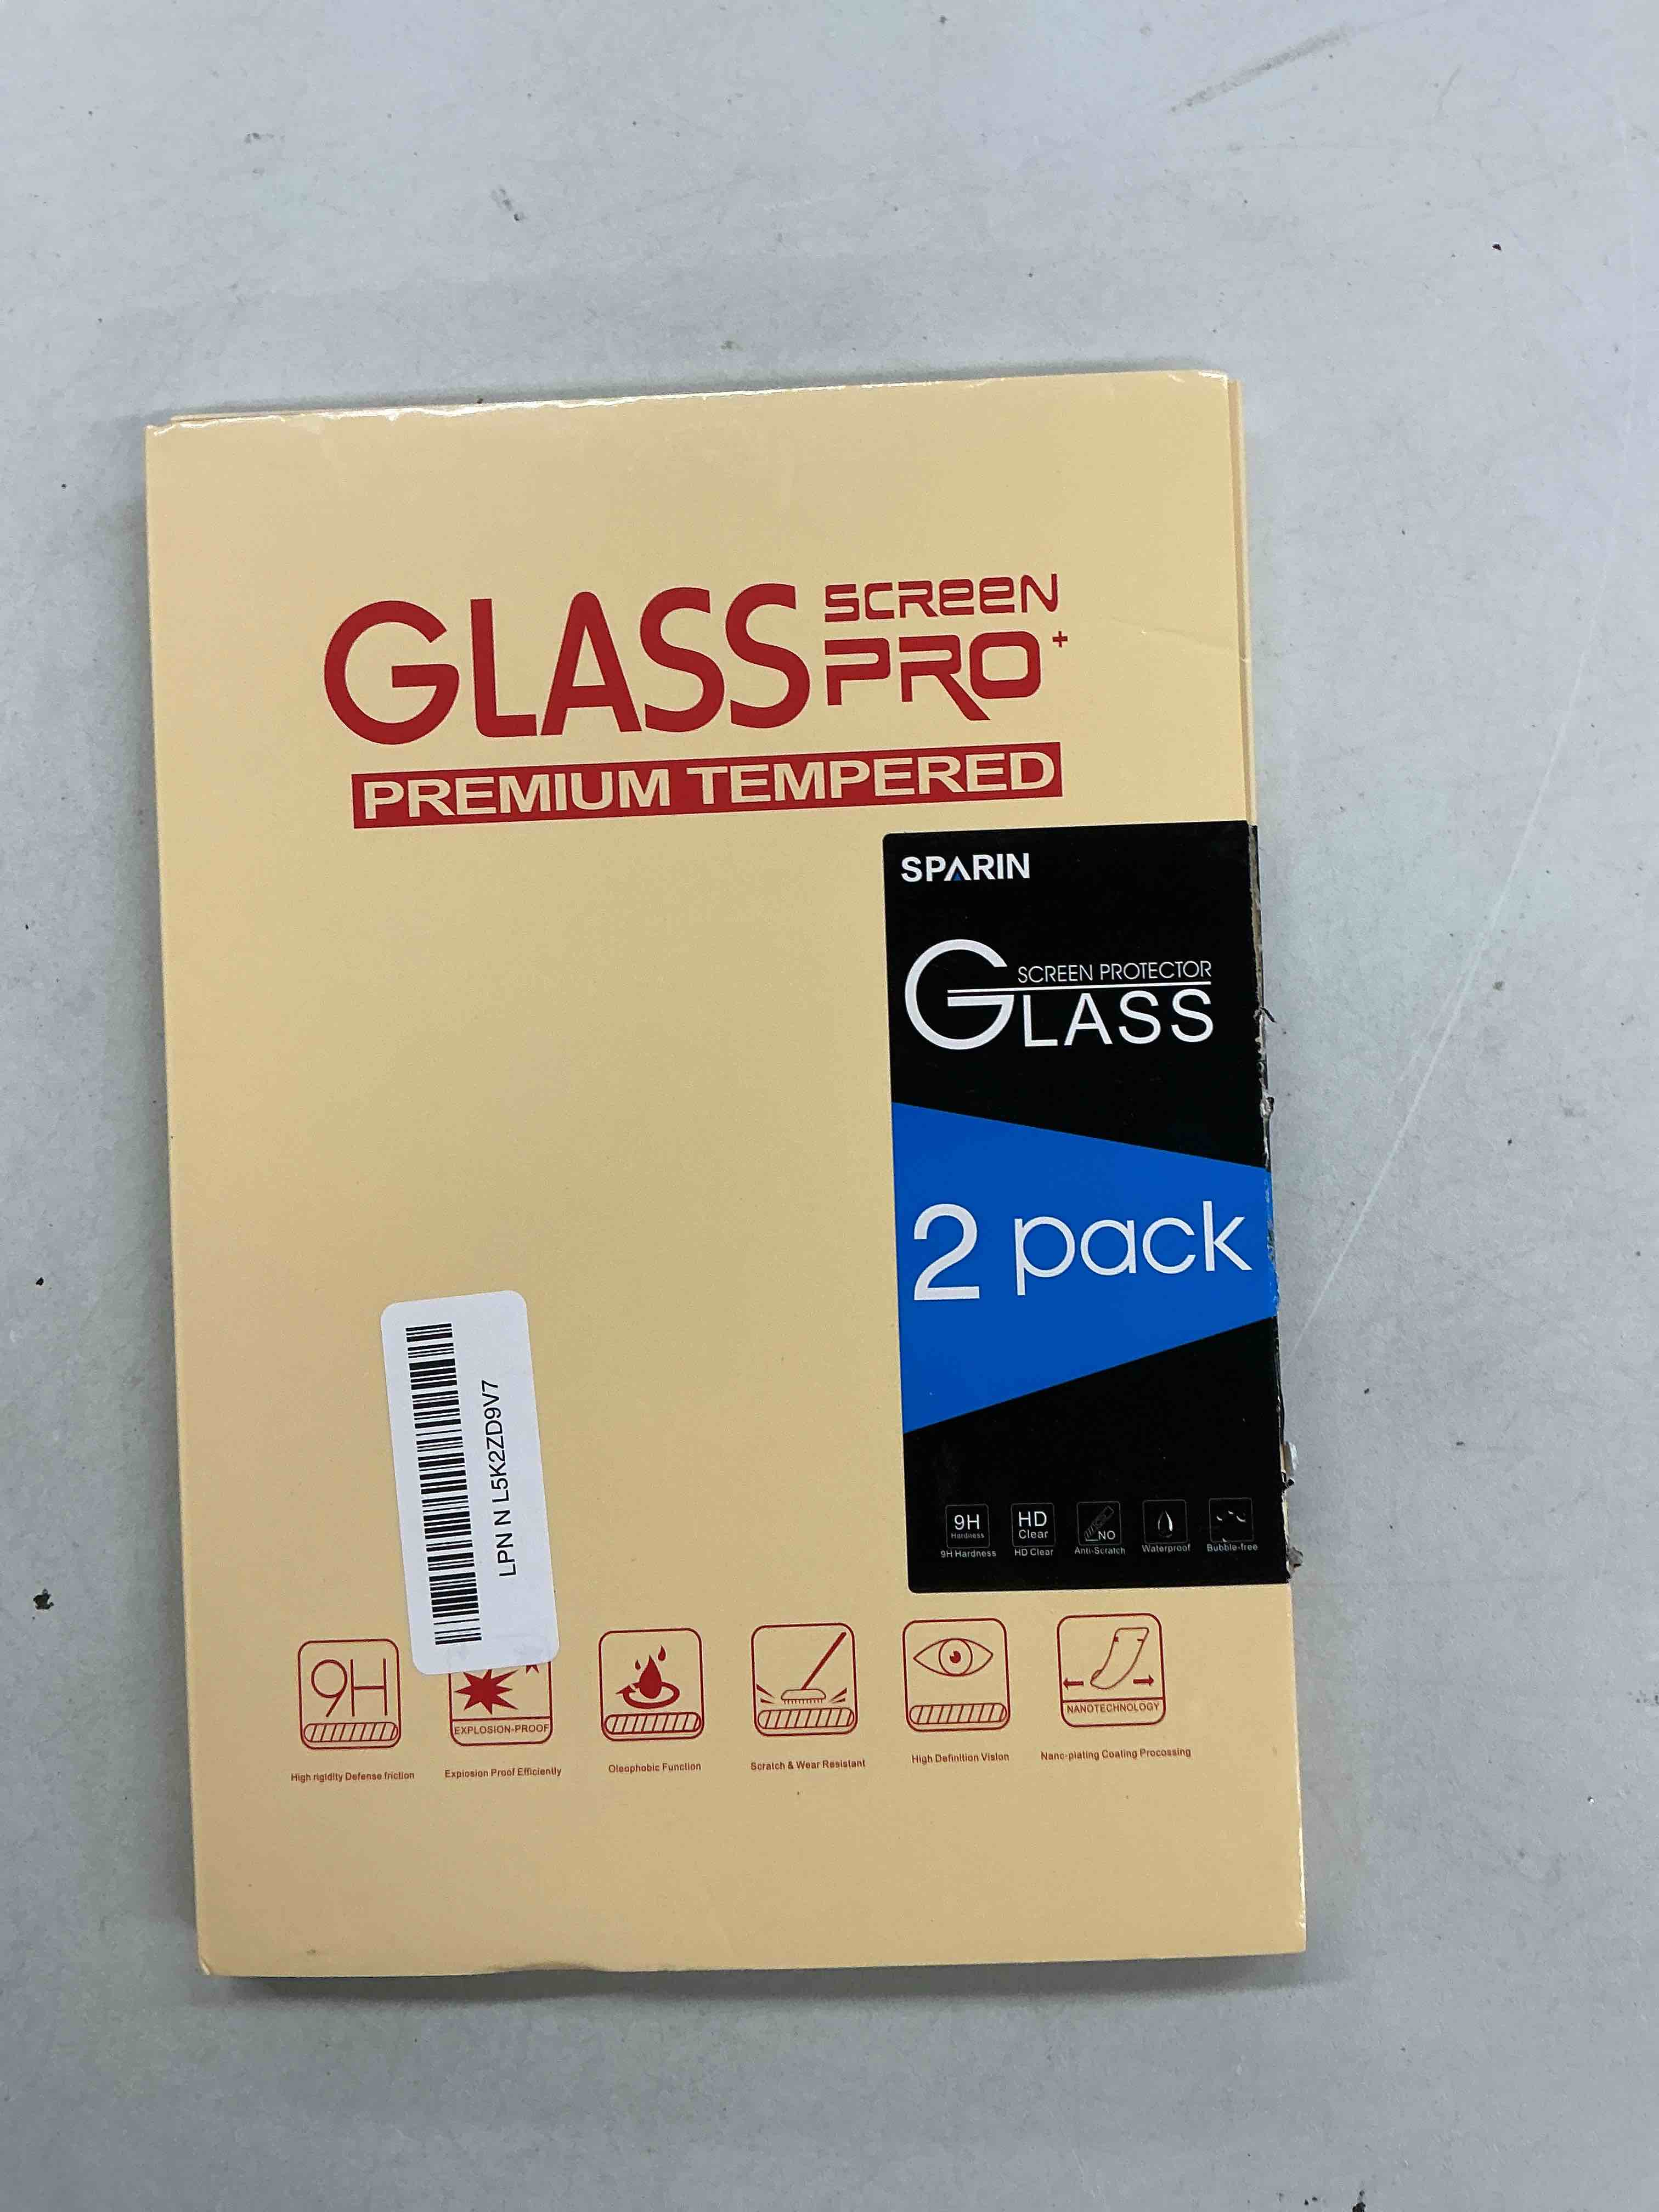 GLASS SCREEN
PRO+
PREMIUM TEMPERED
SPARIN
SCREEN PROTECTOR
GLASS
2 pack
9H
Hardness
9H Hardness
HD
Clear
HD Clear
NO
Anti-Scratch
Waterproof
Bubble-free
LPN N L5K2ZD9V7
9H
High rigidity Defense friction
EXPLOSION-PROOF
Explosion Proof Efficiently
Oleophobic Function
Scratch & Wear Resistant
High Definition Vision
NANOTECHNOLOGY
Nanc-plating Coating Procossing